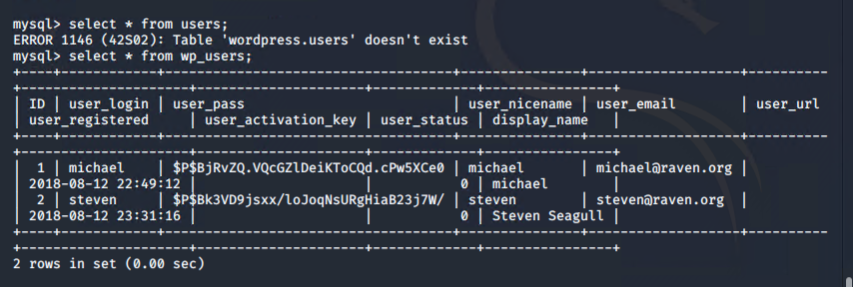 mysql> select * from users;
ERROR 1146 (42S02): Table 'wordpress.users' doesn't exist
mysql> select * from wp_users;
+----+------------+------------------------------------+---------------+-------------------+----------
+---------------------+---------------------+-------------+----------------+
| ID | user_login | user_pass                          | user_nicename | user_email        | user_url
| user_registered     | user_activation_key | user_status | display_name   |
+----+------------+------------------------------------+---------------+-------------------+----------
+---------------------+---------------------+-------------+----------------+
|  1 | michael    | $P$BjRvZQ.VQcGZlDeiKToCQd.cPw5XCe0 | michael       | michael@raven.org |
| 2018-08-12 22:49:12 |                     |           0 | michael        |
|  2 | steven     | $P$Bk3VD9jsxx/loJoqNsURgHiaB23j7W/ | steven        | steven@raven.org  |
| 2018-08-12 23:31:16 |                     |           0 | Steven Seagull |
+----+------------+------------------------------------+---------------+-------------------+----------
+---------------------+---------------------+-------------+----------------+
2 rows in set (0.00 sec)